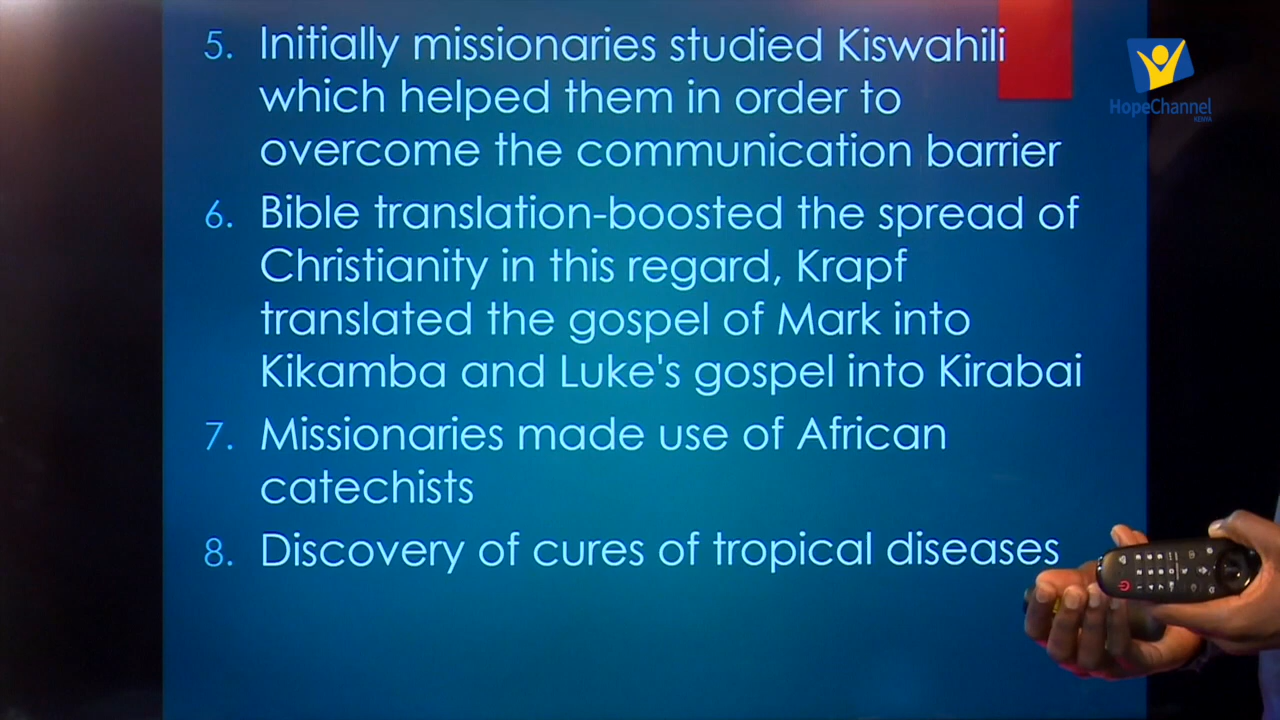 5. Initially missionaries studied Kiswahili
which helped them in order to
overcome the communication barrier
6. Bible translation-boosted the spread of
Christianity in this regard, Krapf
translated the gospel of Mark into
Kikamba and Luke's gospel into Kirabai
7. Missionaries made use of African
catechists
8. Discovery of cures of tropical diseases
HopeChannel
KENYA